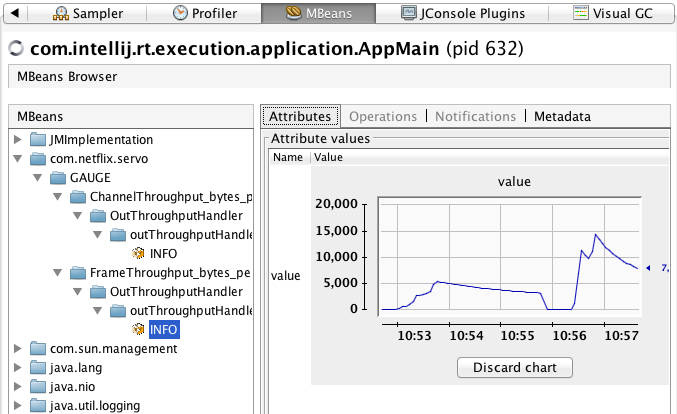 Sampler Profiler MBeans JConsole Plugins Visual GC
com.intellij.rt.execution.application.AppMain (pid 632)
MBeans Browser
MBeans
JMImplementation
com.netflix.servo
GAUGE
ChannelThroughput_bytes_p
OutThroughputHandler
outThroughputHandle
INFO
FrameThroughput_bytes_pe
OutThroughputHandler
outThroughputHandle
INFO
com.sun.management
java.lang
java.nio
java.util.logging
Attributes Operations Notifications Metadata
Attribute values
Name Value
value
value
20,000
15,000
10,000
5,000
0
7,
10:53 10:54 10:55 10:56 10:57
Discard chart